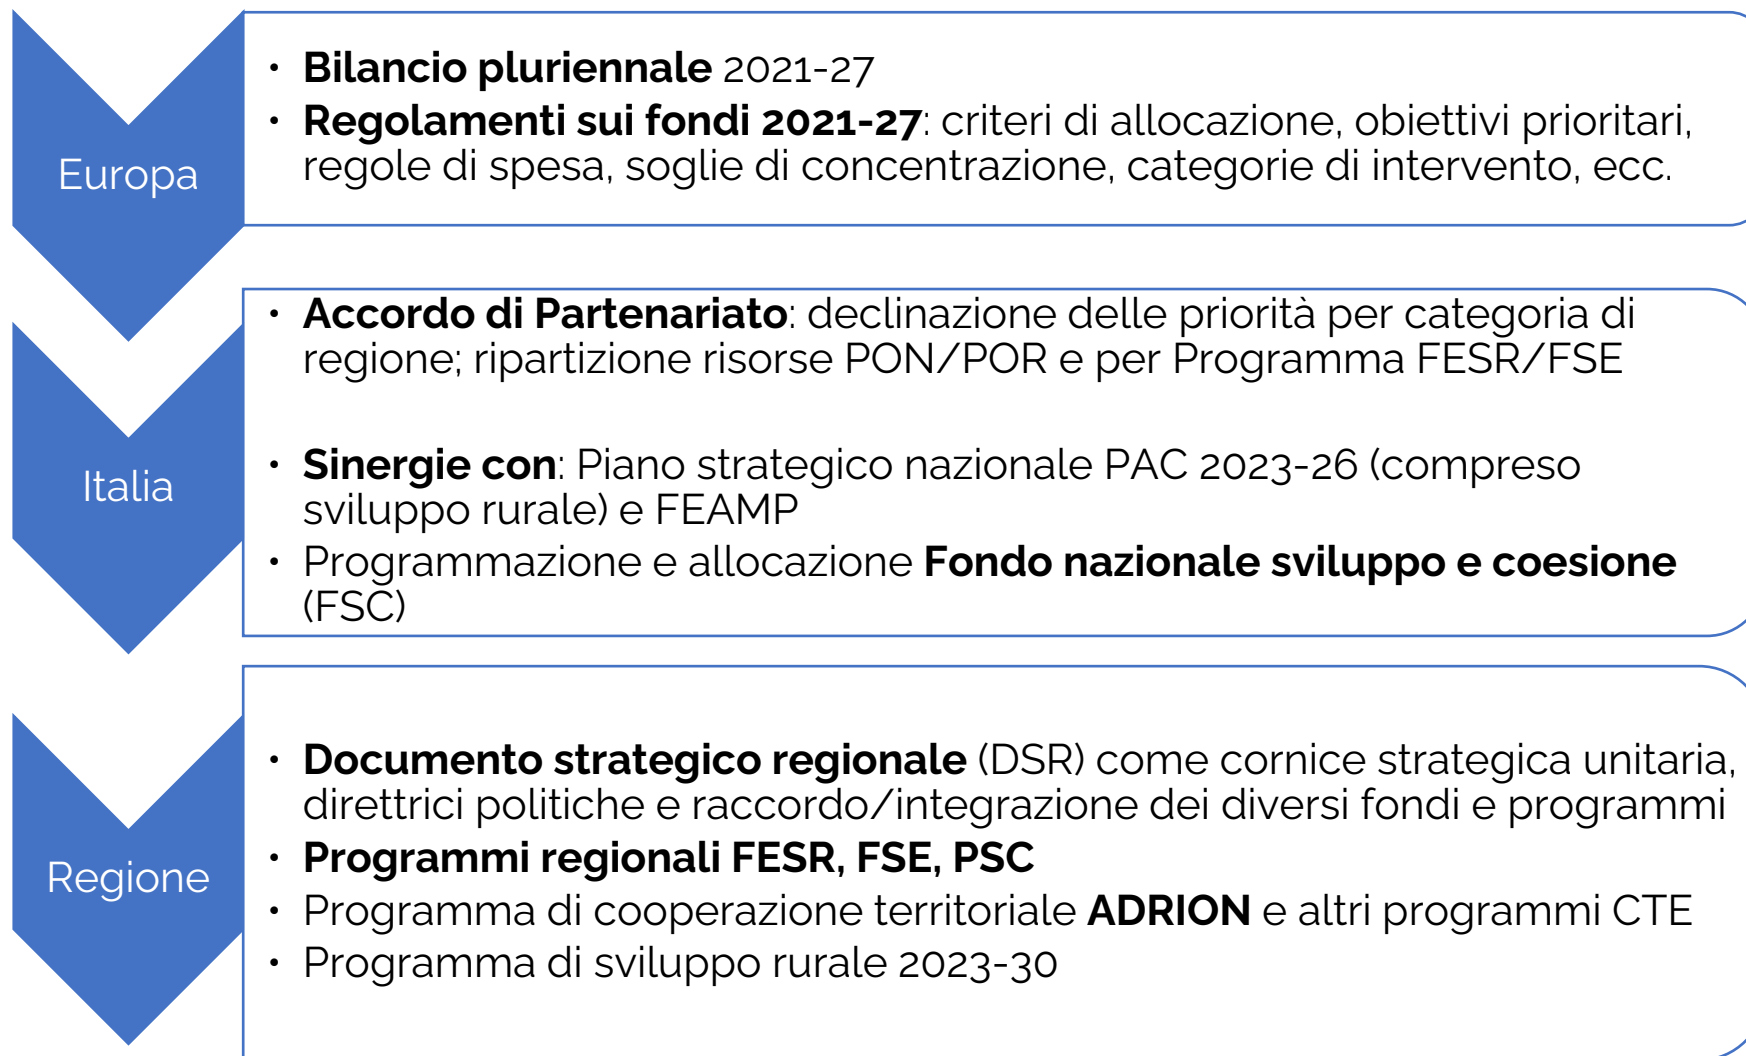 Europa
• Bilancio pluriennale 2021-27
• Regolamenti sui fondi 2021-27: criteri di allocazione, obiettivi prioritari,
regole di spesa, soglie di concentrazione, categorie di intervento, ecc.
Italia
• Accordo di Partenariato: declinazione delle priorità per categoria di
regione; ripartizione risorse PON/POR e per Programma FESR/FSE
• Sinergie con: Piano strategico nazionale PAC 2023-26 (compreso
sviluppo rurale) e FEAMP
• Programmazione e allocazione Fondo nazionale sviluppo e coesione
(FSC)
Regione
• Documento strategico regionale (DSR) come cornice strategica unitaria,
direttrici politiche e raccordo/integrazione dei diversi fondi e programmi
• Programmi regionali FESR, FSE, PSC
• Programma di cooperazione territoriale ADRION e altri programmi CTE
• Programma di sviluppo rurale 2023-30